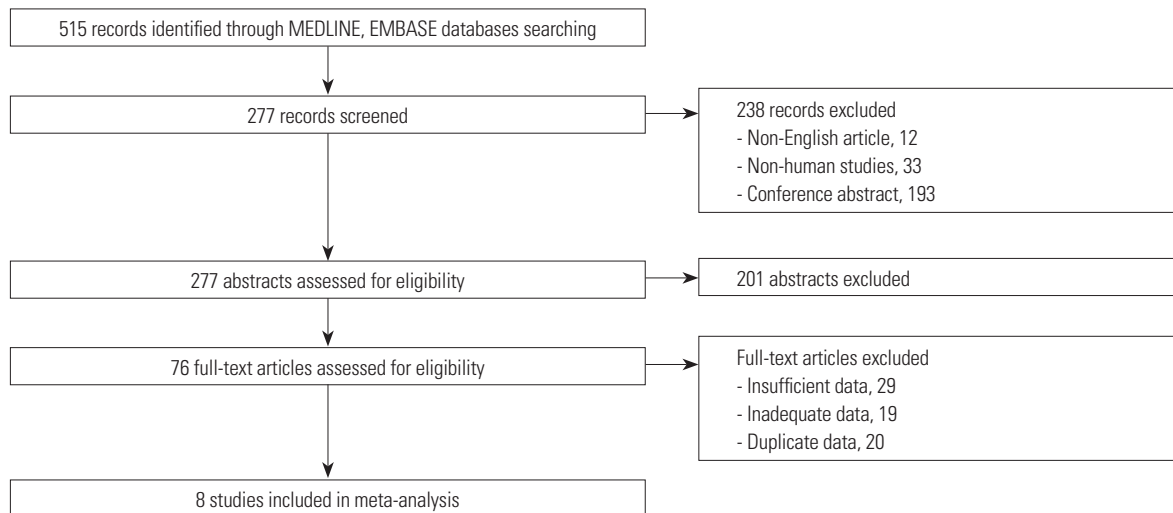 515 records identified through MEDLINE, EMBASE databases searching
277 records screened
238 records excluded
- Non-English article, 12
- Non-human studies, 33
- Conference abstract, 193
277 abstracts assessed for eligibility
201 abstracts excluded
76 full-text articles assessed for eligibility
Full-text articles excluded
- Insufficient data, 29
- Inadequate data, 19
- Duplicate data, 20
8 studies included in meta-analysis